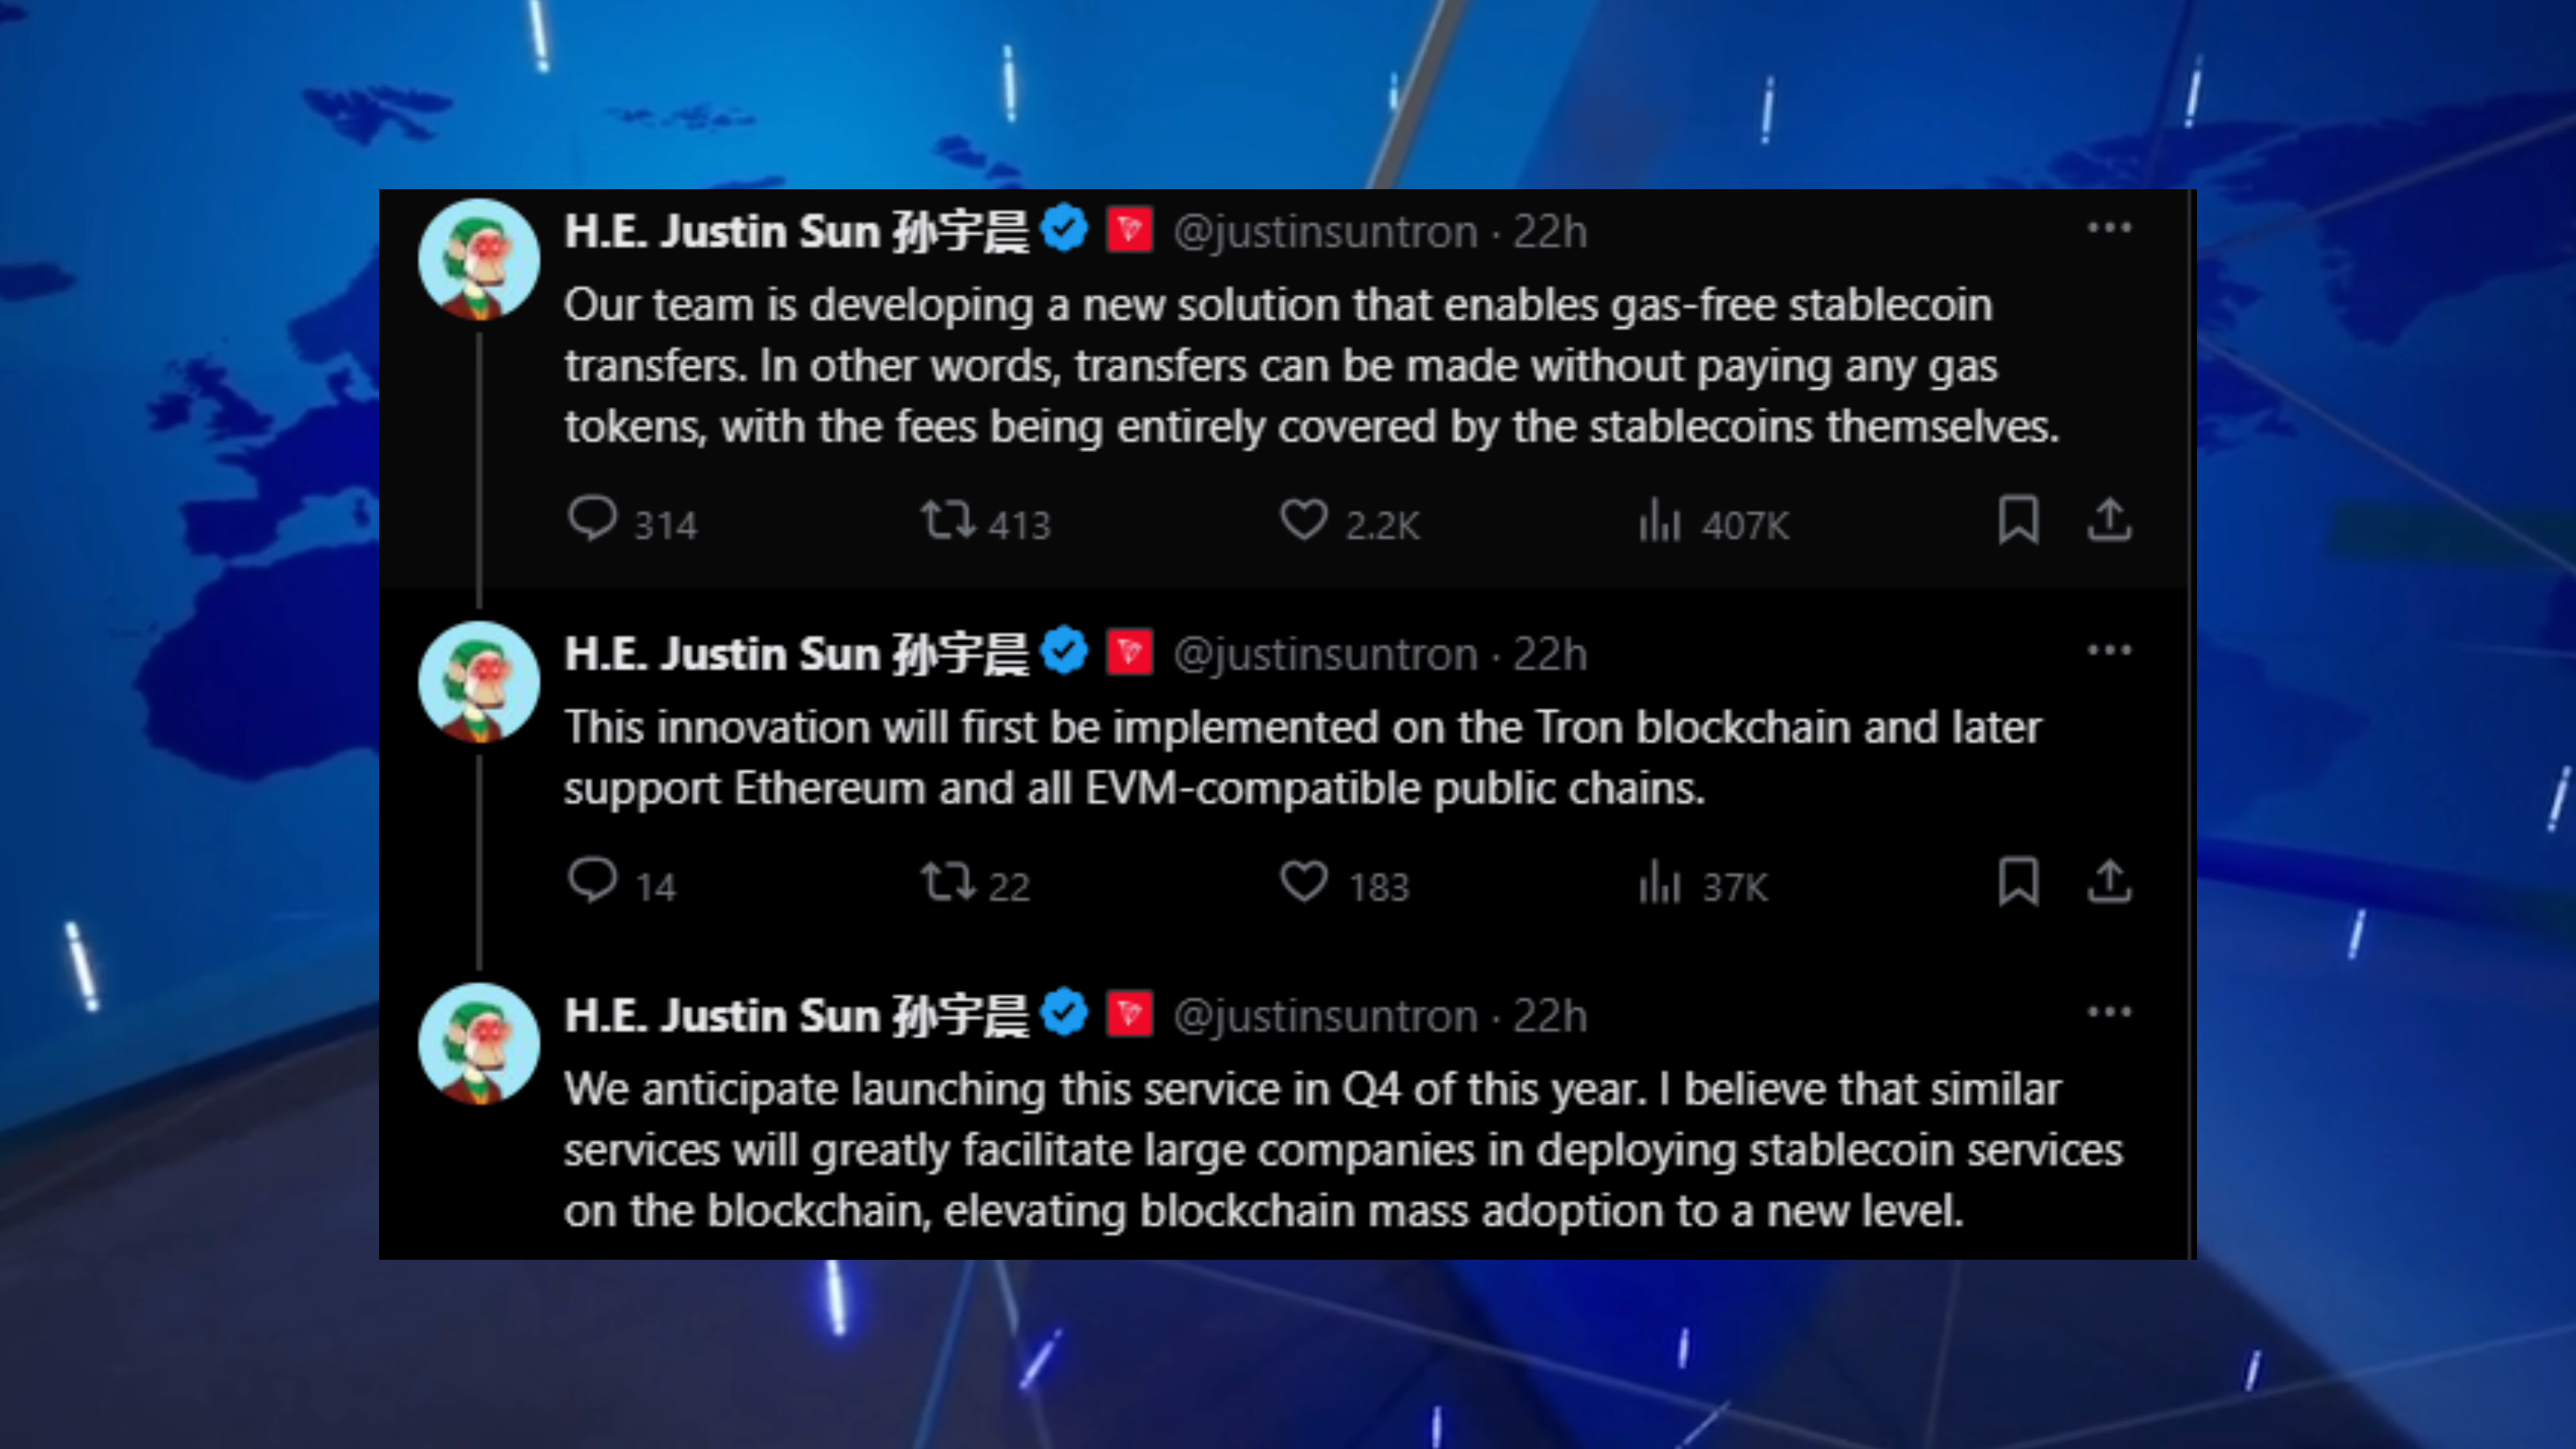 H.E. Justin Sun 孙宇晨 @justinsuntron · 22h
Our team is developing a new solution that enables gas-free stablecoin
transfers. In other words, transfers can be made without paying any gas
tokens, with the fees being entirely covered by the stablecoins themselves.
314 413 2.2K 407K
H.E. Justin Sun 孙宇晨 @justinsuntron · 22h
This innovation will first be implemented on the Tron blockchain and later
support Ethereum and all EVM-compatible public chains.
14 22 183 37K
H.E. Justin Sun 孙宇晨 @justinsuntron · 22h
We anticipate launching this service in Q4 of this year. I believe that similar
services will greatly facilitate large companies in deploying stablecoin services
on the blockchain, elevating blockchain mass adoption to a new level.